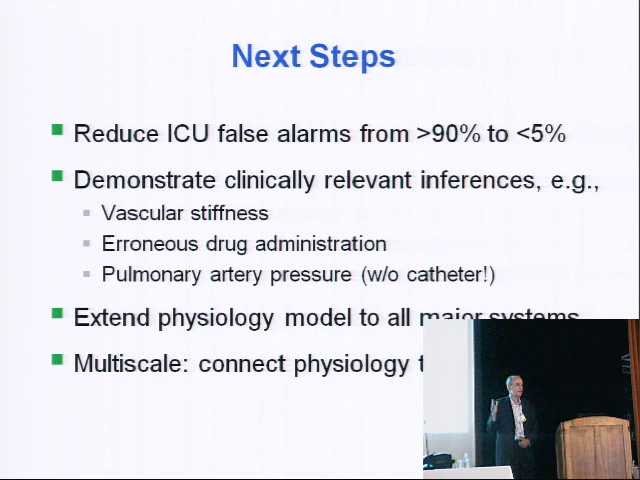 Next Steps
Reduce ICU false alarms from >90% to <5%
Demonstrate clinically relevant inferences, e.g.,
Vascular stiffness
Erroneous drug administration
Pulmonary artery pressure (w/o catheter!)
Extend physiology model to all major systems
Multiscale: connect physiology